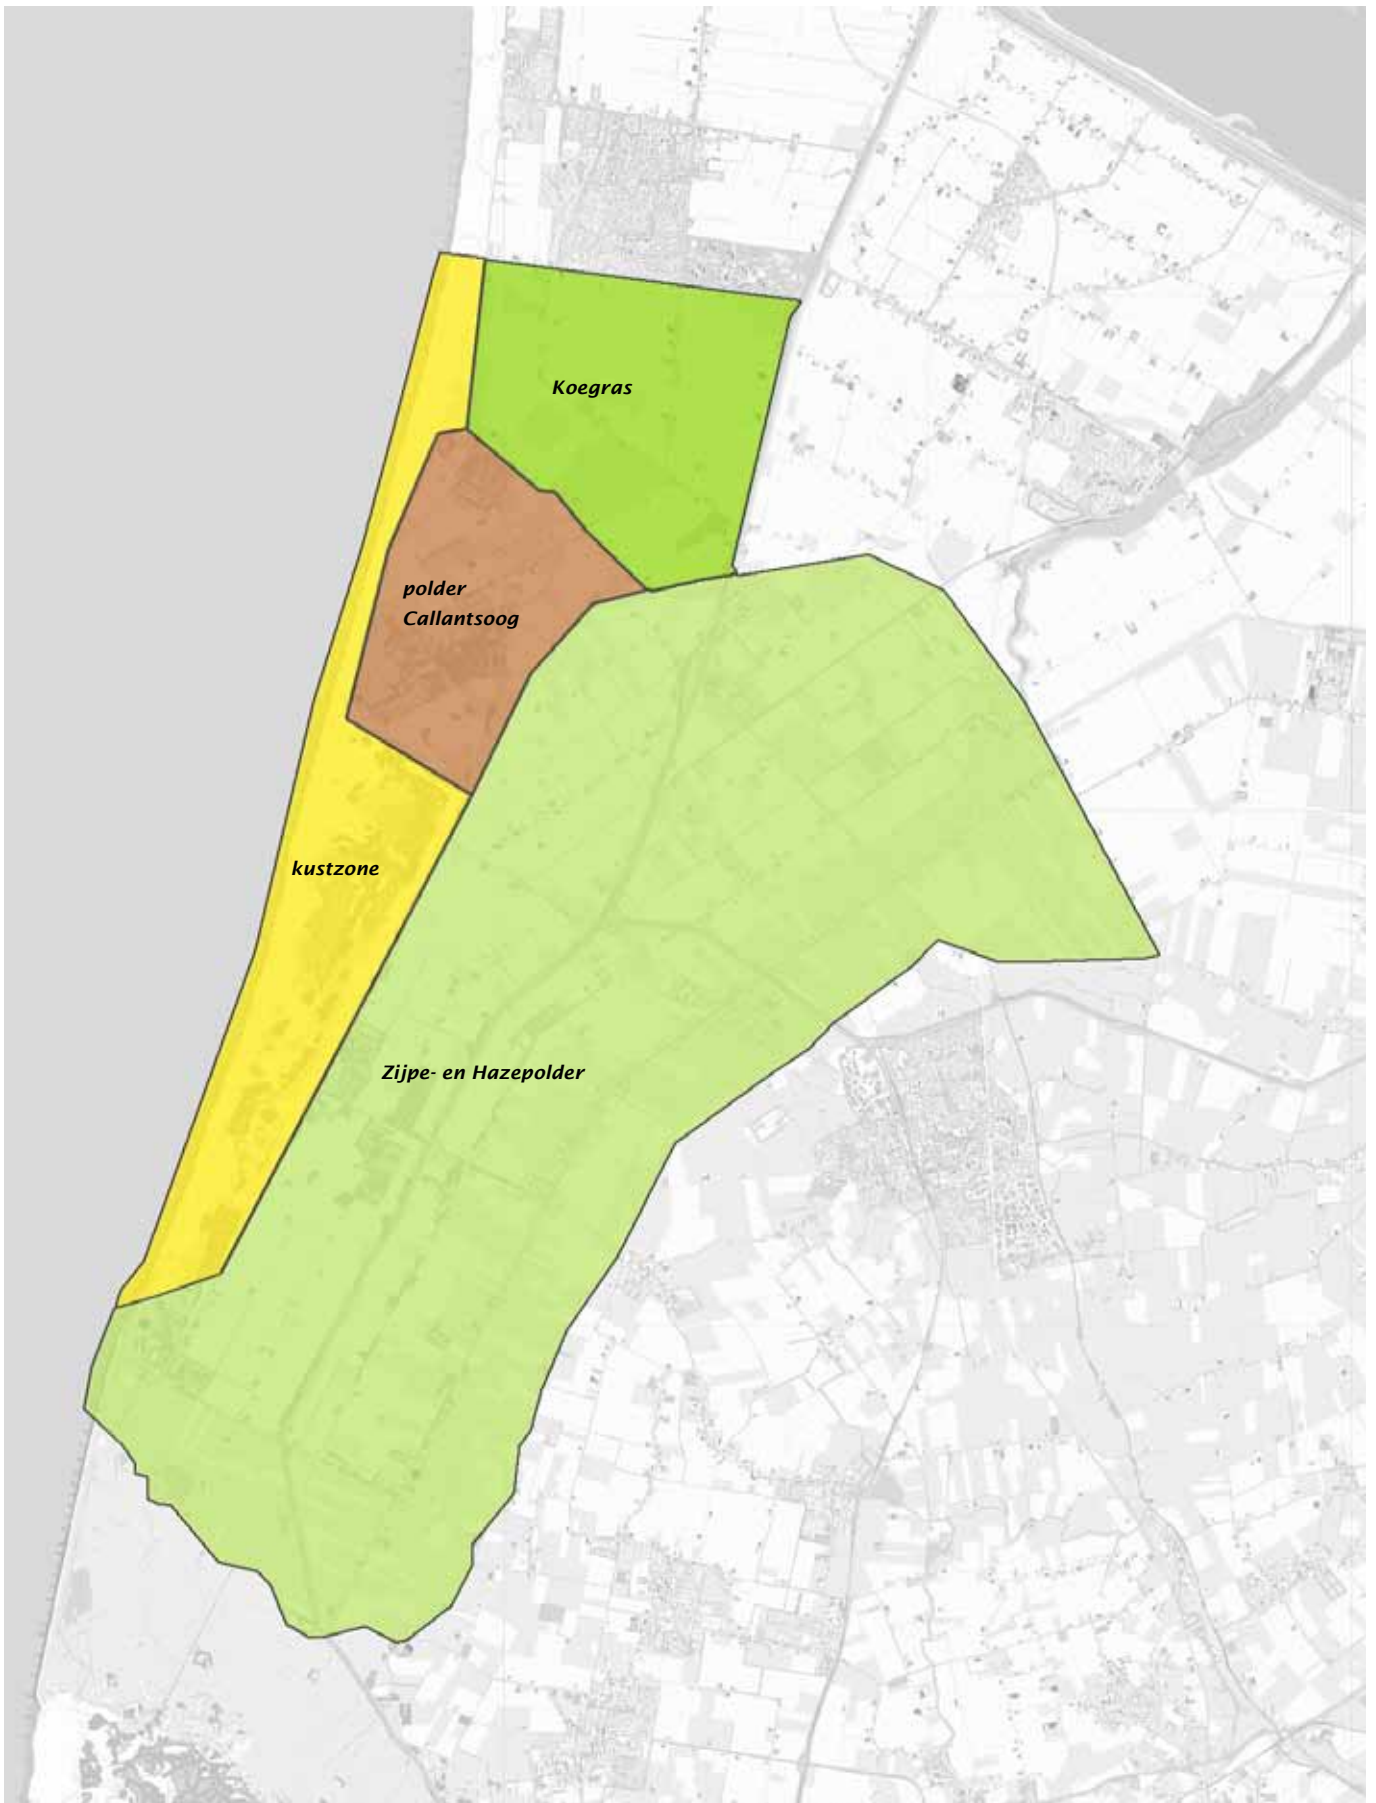 Koegras
polder
Callantsoog
kustzone
Zijpe- en Hazepolder